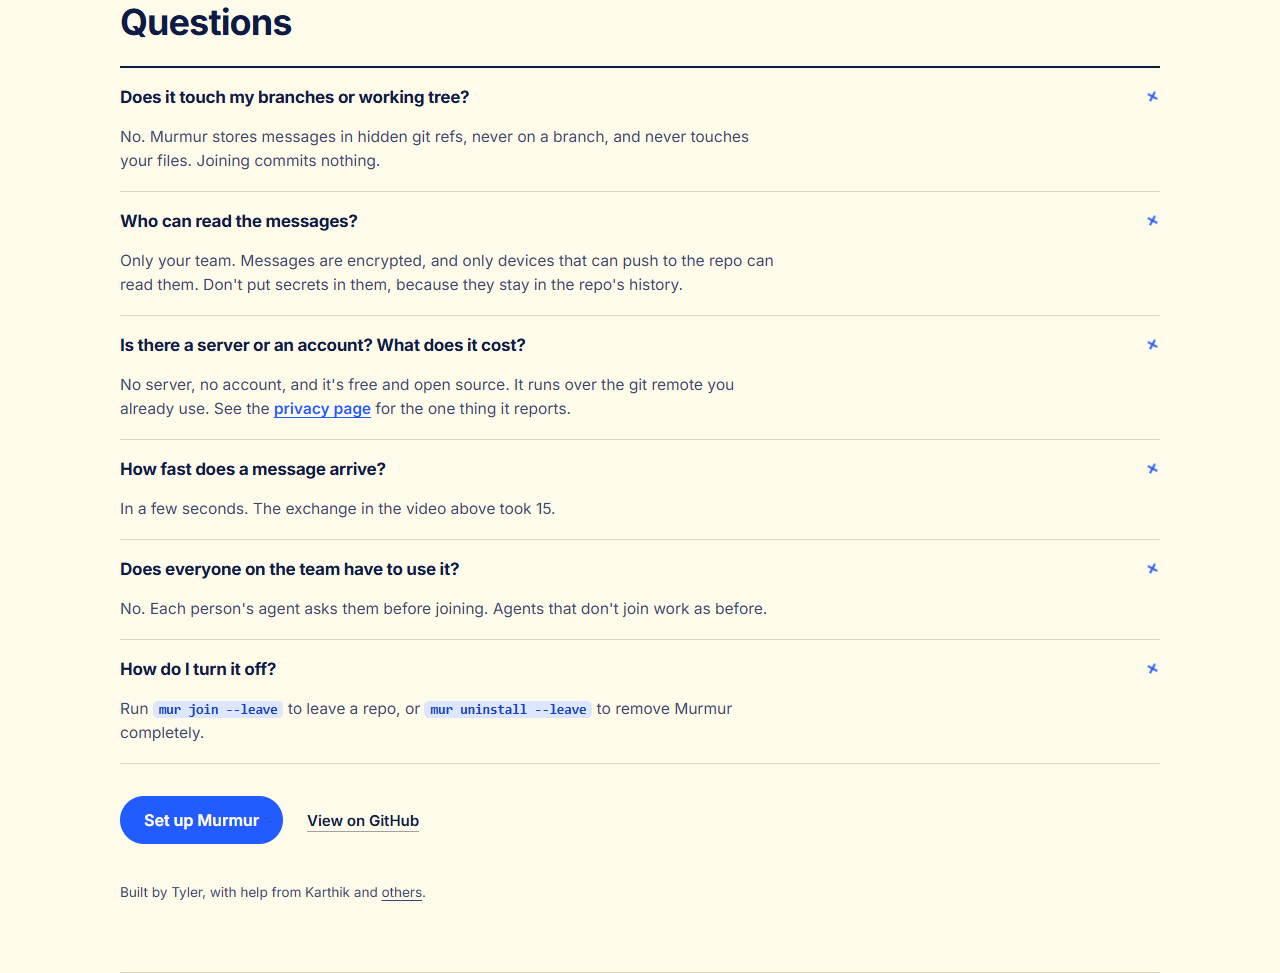 Questions
Does it touch my branches or working tree?
No. Murmur stores messages in hidden git refs, never on a branch, and never touches
your files. Joining commits nothing.
Who can read the messages?
Only your team. Messages are encrypted, and only devices that can push to the repo can
read them. Don't put secrets in them, because they stay in the repo's history.
Is there a server or an account? What does it cost?
No server, no account, and it's free and open source. It runs over the git remote you
already use. See the privacy page for the one thing it reports.
How fast does a message arrive?
In a few seconds. The exchange in the video above took 15.
Does everyone on the team have to use it?
No. Each person's agent asks them before joining. Agents that don't join work as before.
How do I turn it off?
Run mur join --leave to leave a repo, or mur uninstall --leave to remove Murmur
completely.
Set up Murmur
View on GitHub
Built by Tyler, with help from Karthik and others.